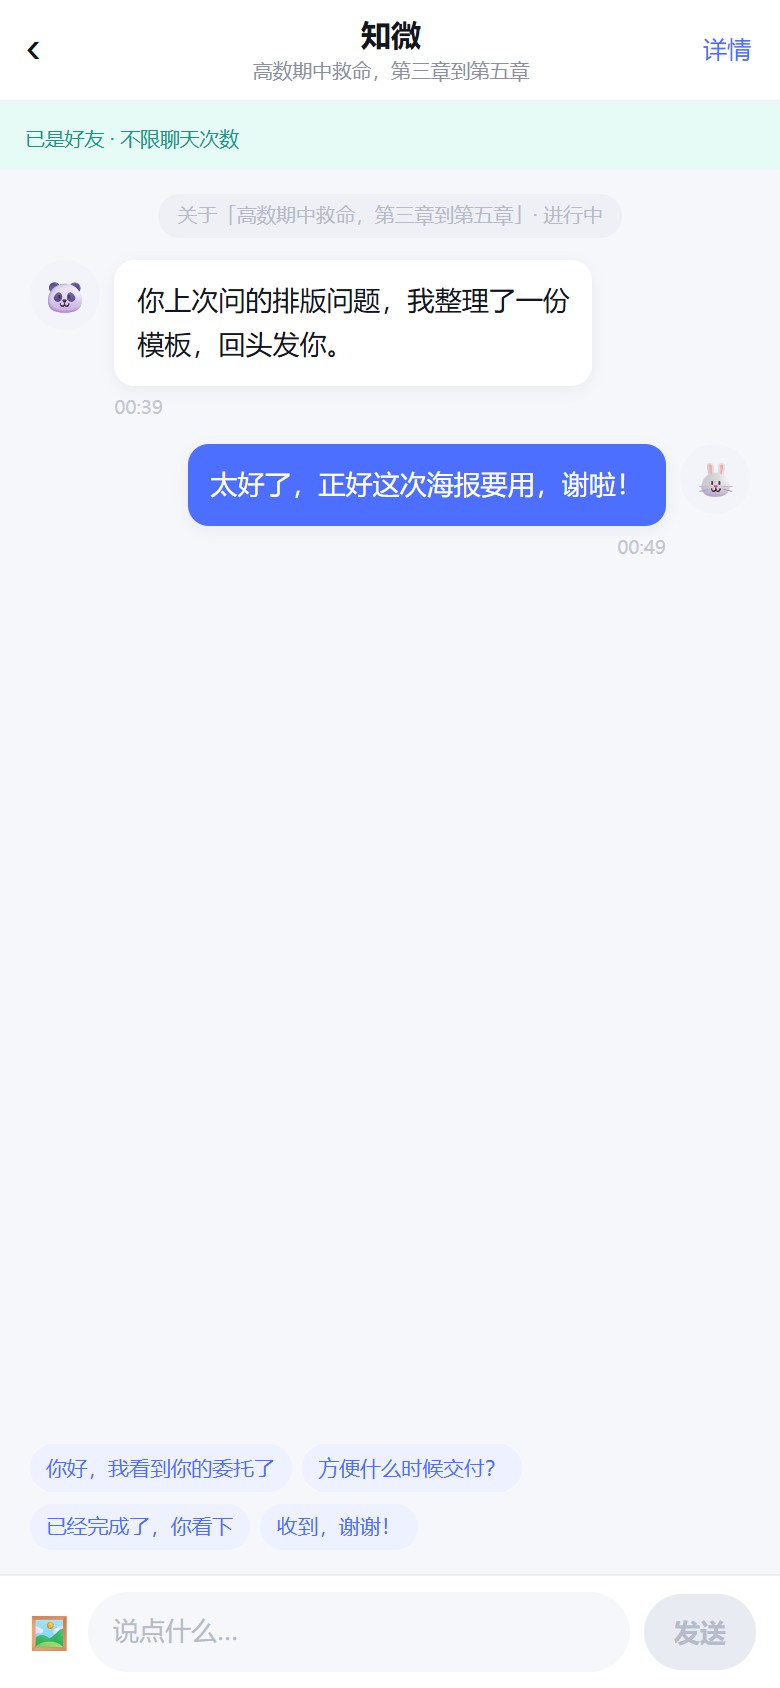 ‹
知微
高数期中救命，第三章到第五章
详情
已是好友 · 不限聊天次数
关于「高数期中救命，第三章到第五章」· 进行中
你上次问的排版问题，我整理了一份
模板，回头发你。
00:39
太好了，正好这次海报要用，谢啦！
00:49
你好，我看到你的委托了
方便什么时候交付？
已经完成了，你看下
收到，谢谢！
说点什么...
发送